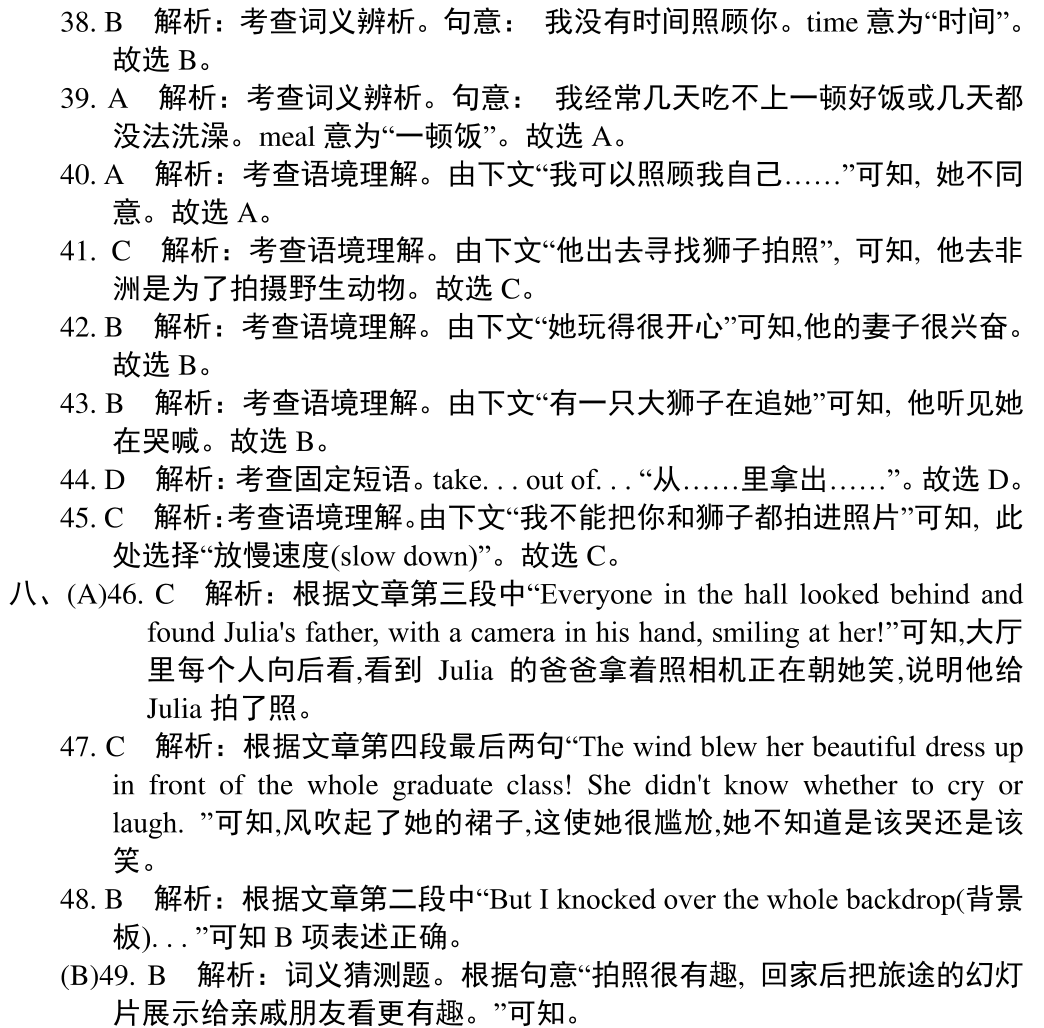 38. B 解析：考查词义辨析。句意： 我没有时间照顾你。time 意为“时间”。
故选 B。
39. A 解析：考查词义辨析。句意： 我经常几天吃不上一顿好饭或几天都
没法洗澡。meal 意为“一顿饭”。故选 A。
40. A 解析：考查语境理解。由下文“我可以照顾我自己……”可知, 她不同
意。故选 A。
41. C 解析：考查语境理解。由下文“他出去寻找狮子拍照”, 可知, 他去非
洲是为了拍摄野生动物。故选 C。
42. B 解析：考查语境理解。由下文“她玩得很开心”可知,他的妻子很兴奋。
故选 B。
43. B 解析：考查语境理解。由下文“有一只大狮子在追她”可知, 他听见她
在哭喊。故选 B。
44. D 解析：考查固定短语。take. . . out of. . . “从……里拿出……”。故选 D。
45. C 解析：考查语境理解。由下文“我不能把你和狮子都拍进照片”可知, 此
处选择“放慢速度(slow down)”。故选 C。
八、(A)46. C 解析：根据文章第三段中“Everyone in the hall looked behind and
found Julia's father, with a camera in his hand, smiling at her!”可知,大厅
里每个人向后看,看到 Julia 的爸爸拿着照相机正在朝她笑,说明他给
Julia 拍了照。
47. C 解析：根据文章第四段最后两句“The wind blew her beautiful dress up
in front of the whole graduate class! She didn't know whether to cry or
laugh. ”可知,风吹起了她的裙子,这使她很尴尬,她不知道是该哭还是该
笑。
48. B 解析：根据文章第二段中“But I knocked over the whole backdrop(背景
板). . . ”可知 B 项表述正确。
(B)49. B 解析：词义猜测题。根据句意“拍照很有趣, 回家后把旅途的幻灯
片展示给亲戚朋友看更有趣。”可知。